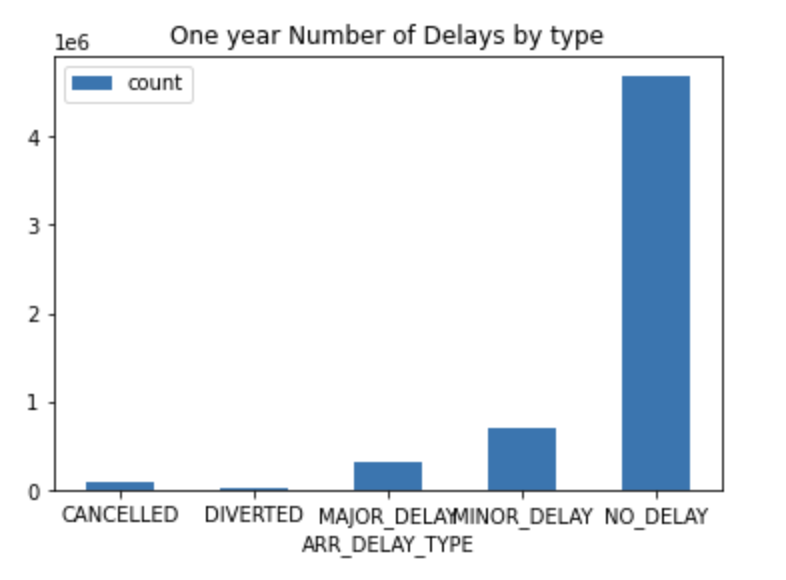 One year Number of Delays by type
1e6
count
4
3
2
1
0
CANCELLED DIVERTED MAJOR_DELAY MINOR_DELAY NO_DELAY
ARR_DELAY_TYPE